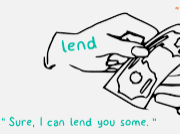 lend
" Sure, I can lend you some. "